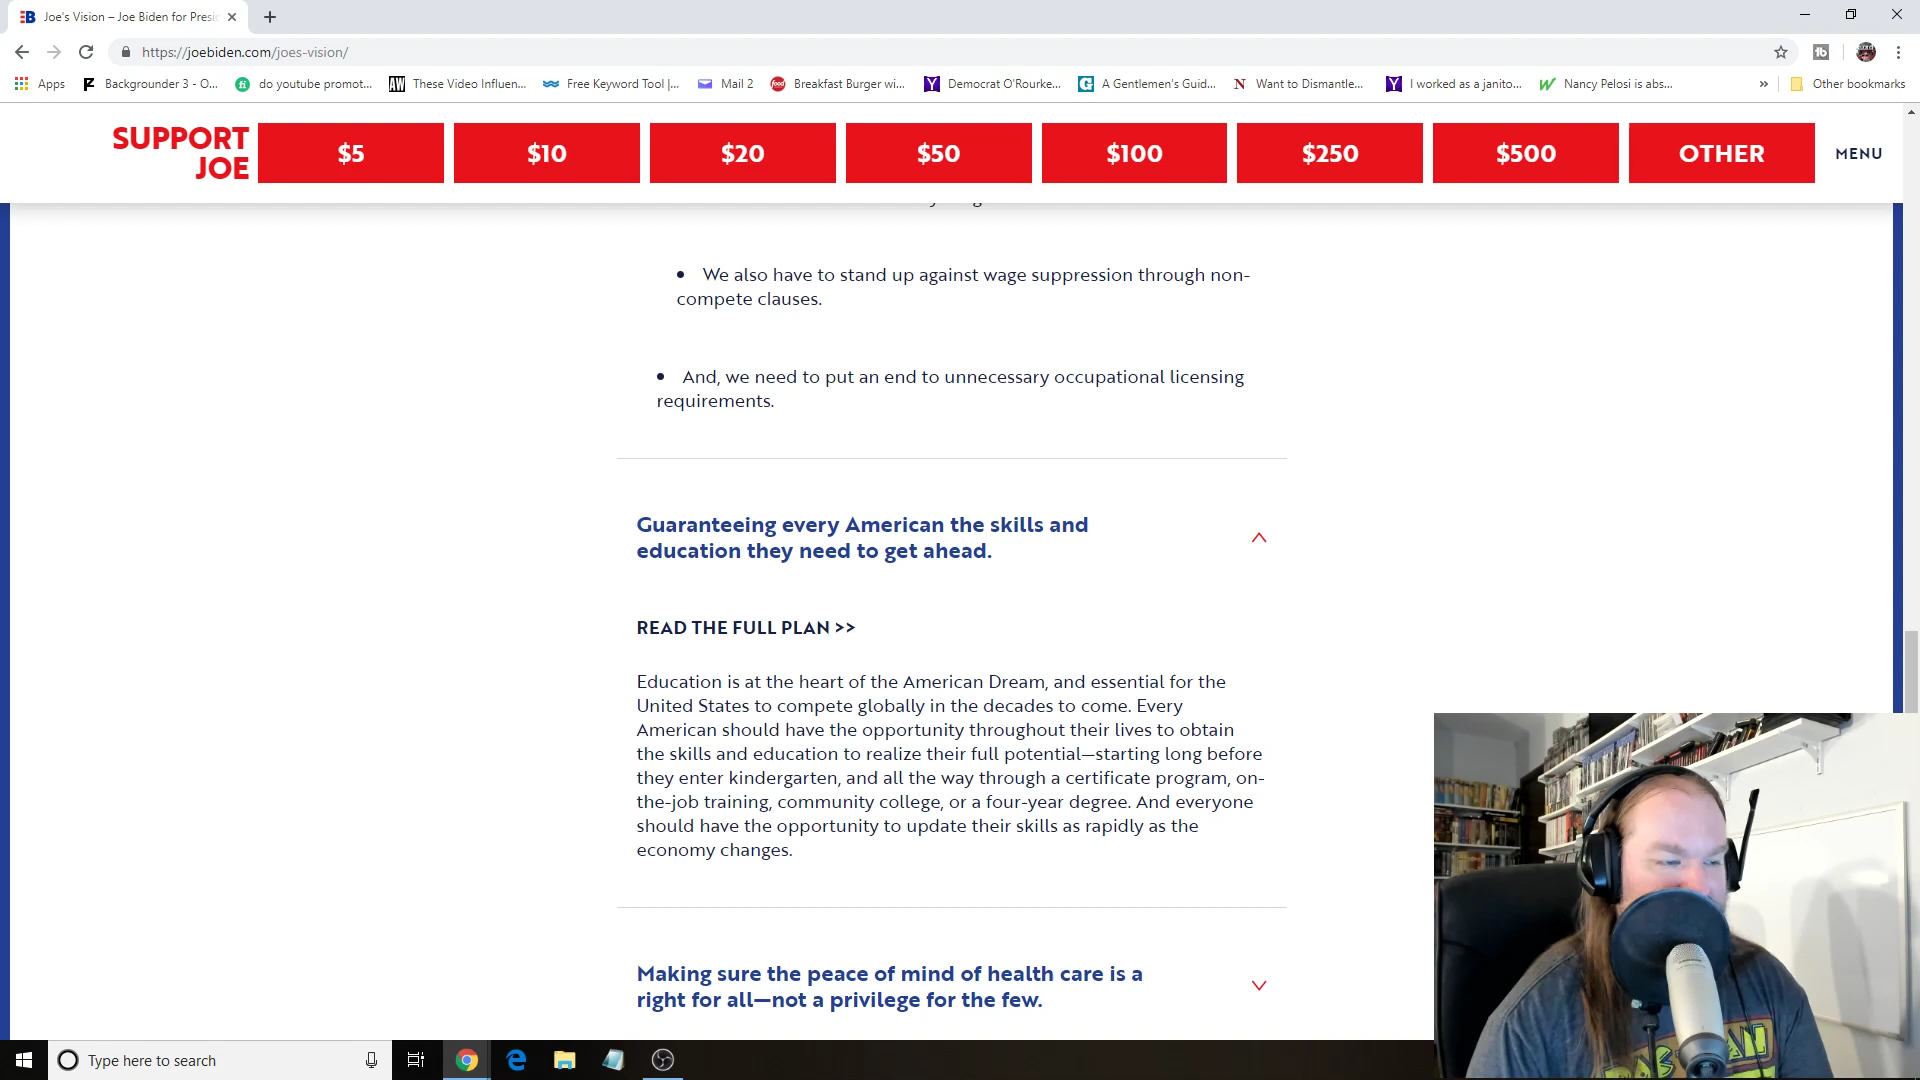 Joe's Vision – Joe Biden for Presi
https://joebiden.com/joes-vision/
Apps
Backgrounder 3 - O...
do youtube promot...
These Video Influen...
Free Keyword Tool |...
Mail 2
Breakfast Burger wi...
Democrat O'Rourke...
A Gentlemen's Guid...
Want to Dismantle...
I worked as a janito...
Nancy Pelosi is abs...
»
Other bookmarks
SUPPORT
JOE
$5
$10
$20
$50
$100
$250
$500
OTHER
MENU
• We also have to stand up against wage suppression through non-
compete clauses.
• And, we need to put an end to unnecessary occupational licensing
requirements.
Guaranteeing every American the skills and
education they need to get ahead.
READ THE FULL PLAN >>
Education is at the heart of the American Dream, and essential for the
United States to compete globally in the decades to come. Every
American should have the opportunity throughout their lives to obtain
the skills and education to realize their full potential—starting long before
they enter kindergarten, and all the way through a certificate program, on-
the-job training, community college, or a four-year degree. And everyone
should have the opportunity to update their skills as rapidly as the
economy changes.
Making sure the peace of mind of health care is a
right for all—not a privilege for the few.
Type here to search